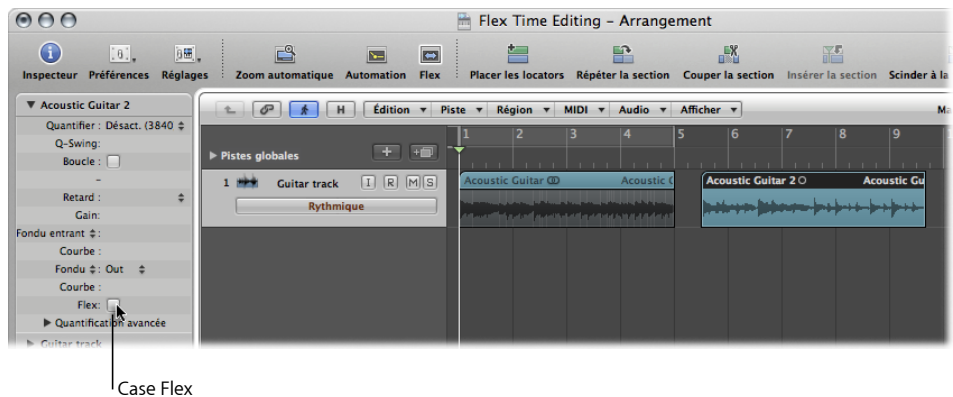 Flex Time Editing – Arrangement
Inspecteur Préférences Réglages Zoom automatique Automation Flex Placer les locators Répéter la section Couper la section Insérer la section Scinder à la
Acoustic Guitar 2
Édition Piste Région MIDI Audio Afficher
H
Quantifier : Désact. (3840
Q-Swing:
Boucle :
–
Retard :
Gain:
Fondu entrant :
Courbe :
Fondu : Out
Courbe :
Flex:
Quantification avancée
Guitar track
Pistes globales
1 2 3 4 5 6 7 8 9
1 Guitar track I R M S
Rythmique
Acoustic Guitar Acoustic G
Acoustic Guitar 2 Acoustic Gu
Case Flex